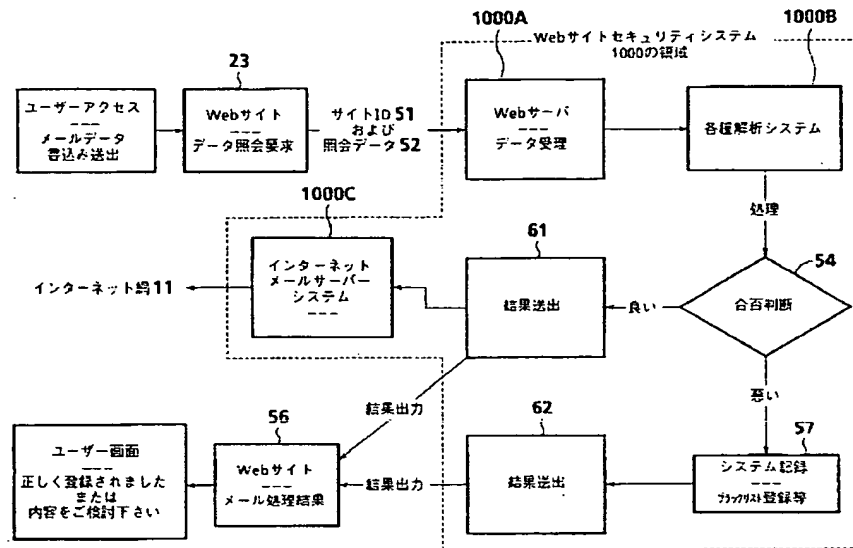 1000A
1000B
Webサイトセキュリティシステム
1000の領域
23
ユーザーアクセス
メールデータ
書込み送出
Webサイト
データ照会要求
サイトID 51
および
照会データ52
Webサーバ
データ受理
各種解析システム
処理
1000C
61
54
インターネット網11
インターネット
メールサーバー
システム
結果送出
良い
合否判断
悪い
結果出力
56
62
57
ユーザー画面
正しく登録されました
または
内容をご検討下さい
Webサイト
メール処理結果
結果出力
結果送出
システム記録
ブラックリスト登録等